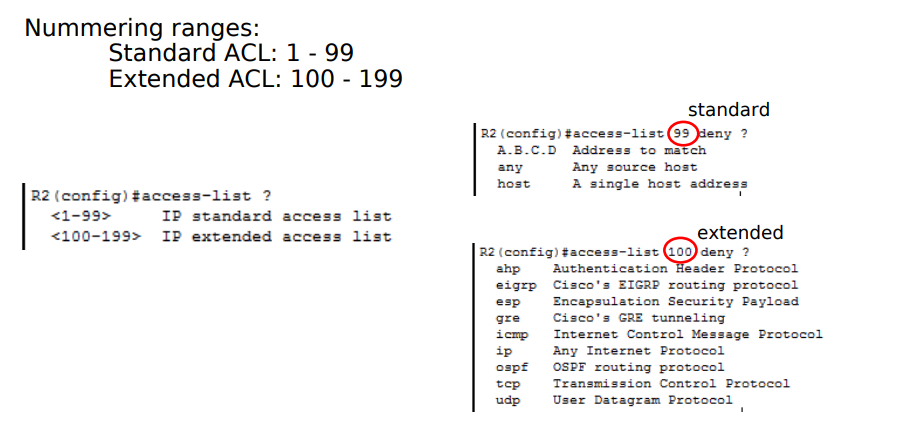 Nummering ranges:
Standard ACL: 1 - 99
Extended ACL: 100 - 199
R2(config)#access-list ?
<1-99> IP standard access list
<100-199> IP extended access list
standard
R2(config)#access-list 99 deny ?
A.B.C.D Address to match
any Any source host
host A single host address
extended
R2(config)#access-list 100 deny ?
ahp Authentication Header Protocol
eigrp Cisco's EIGRP routing protocol
esp Encapsulation Security Payload
gre Cisco's GRE tunneling
icmp Internet Control Message Protocol
ip Any Internet Protocol
ospf OSPF routing protocol
tcp Transmission Control Protocol
udp User Datagram Protocol